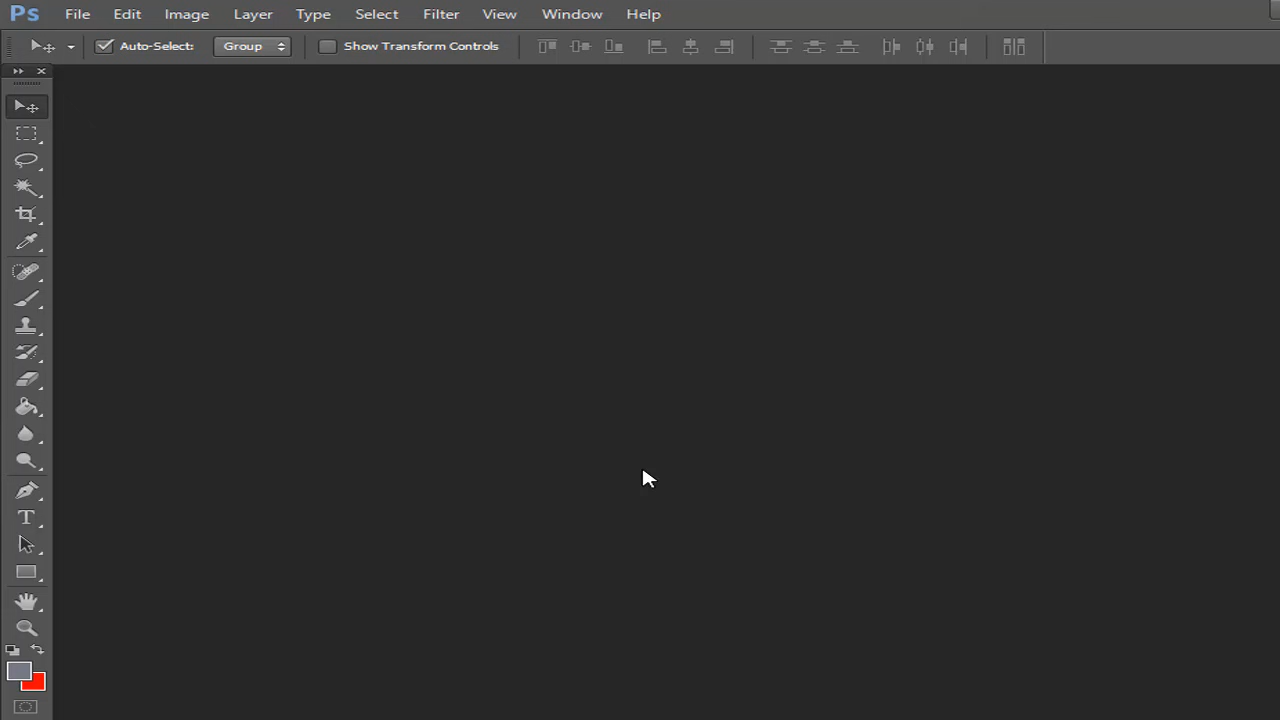 Ps File Edit Image Layer Type Select Filter View Window Help
Auto-Select: Group Show Transform Controls
T